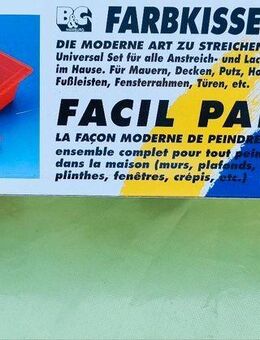 B&G FARBKISSE
DIE MODERNE ART ZU STREICHEN
Universal Set für alle Anstreich- und Lac
im Hause. Für Mauern, Decken, Putz, Ho
Fußleisten, Fensterrahmen, Türen, etc.
FACIL PA
LA FAÇON MODERNE DE PEINDRE
ensemble complet pour tout pein
dans la maison (murs, plafonds,
plinthes, fenêtres, crépis, etc.)